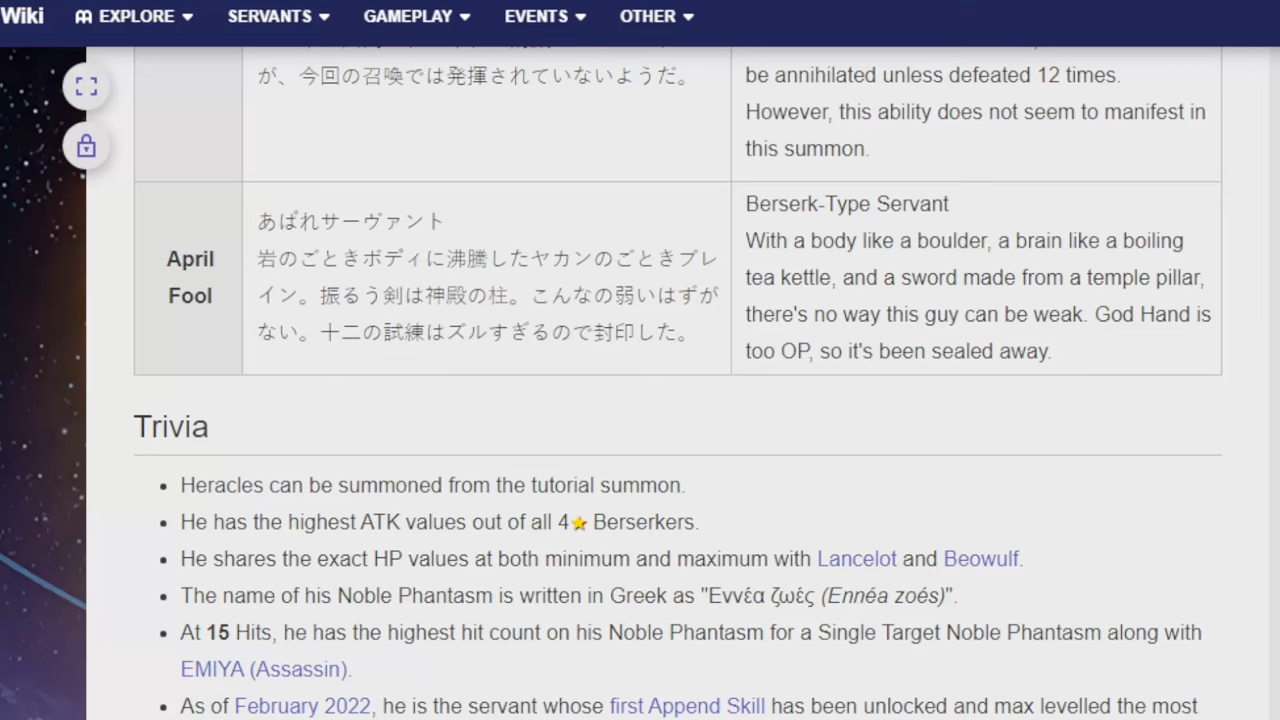 Wiki EXPLORE SERVANTS GAMEPLAY EVENTS OTHER
が、今回の召喚では発揮されていないようだ。
be annihilated unless defeated 12 times.
However, this ability does not seem to manifest in
this summon.
April
Fool
あばれサーヴァント
岩のごときボディに沸騰したヤカンのごときブレ
イン。振るう剣は神殿の柱。こんなの弱いはずが
ない。十二の試練はズルすぎるので封印した。
Berserk-Type Servant
With a body like a boulder, a brain like a boiling
tea kettle, and a sword made from a temple pillar,
there's no way this guy can be weak. God Hand is
too OP, so it's been sealed away.
Trivia
Heracles can be summoned from the tutorial summon.
He has the highest ATK values out of all 4⭐ Berserkers.
He shares the exact HP values at both minimum and maximum with Lancelot and Beowulf.
The name of his Noble Phantasm is written in Greek as "Εννέα ζωές (Ennéa zoés)".
At 15 Hits, he has the highest hit count on his Noble Phantasm for a Single Target Noble Phantasm along with
EMIYA (Assassin).
As of February 2022, he is the servant whose first Append Skill has been unlocked and max levelled the most